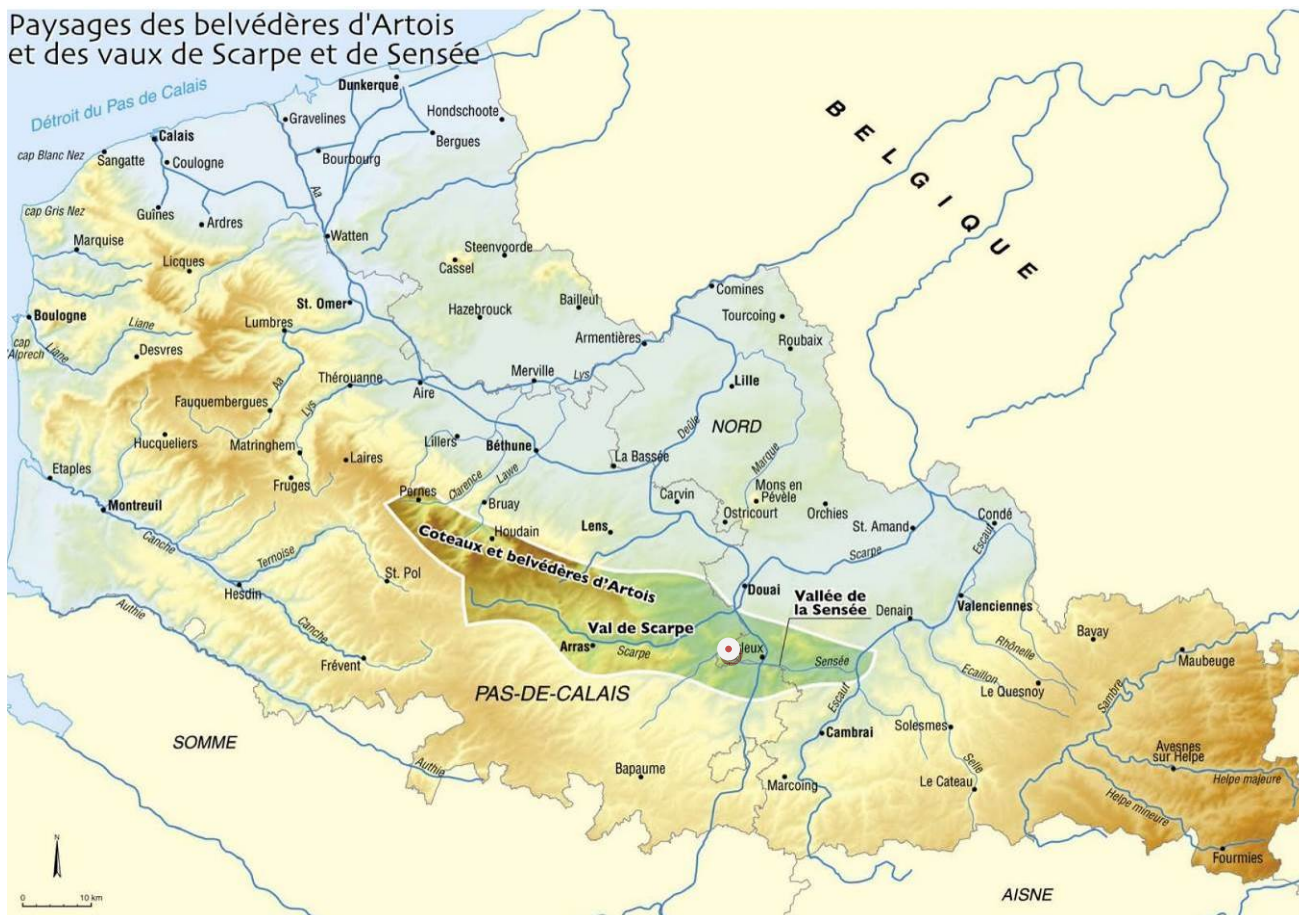 Paysages des belvédères d'Artois
et des vaux de Scarpe et de Sensée
Détroit du Pas de Calais
Dunkerque
Hondschoote
Gravelines
Bergues
Calais
cap Blanc Nez
Sangatte
Coulogne
Bourbourg
Aa
BELGIQUE
cap Gris Nez
Guînes
Ardres
Watten
Marquise
Licques
Steenvoorde
Cassel
St. Omer
Hazebrouck
Bailleul
Comines
Tourcoing
Boulogne
Liane
Lumbres
Armentières
Roubaix
cap
d'Alprech
Liane
Desvres
Aa
Thérouanne
Aire
Merville
Lys
Lille
Fauquembergues
Lys
Deûle
NORD
Hucqueliers
Matringhem
Lillers
Béthune
La Bassée
Marque
Etaples
Laires
Fruges
Clarence
Lawe
Pernes
Bruay
Carvin
Mons en
Pévèle
Orchies
Montreuil
Houdain
Lens
Ostricourt
St. Amand
Condé
Escaut
Canche
Ternoise
Coteaux et belvédères d'Artois
Scarpe
St. Pol
Hesdin
Douai
Vallée de
la Sensée
Denain
Valenciennes
Authie
Canche
Val de Scarpe
Rhônelle
Bavay
Frévent
Arras
Scarpe
leux
Sensée
Ecaillon
Maubeuge
Le Quesnoy
Sambre
PAS-DE-CALAIS
Escaut
SOMME
Cambrai
Solesmes
Avesnes
sur Helpe
Authie
Bapaume
Marcoing
Selle
Le Cateau
Helpe majeure
Helpe mineure
Fourmies
N
0 10 km
AISNE